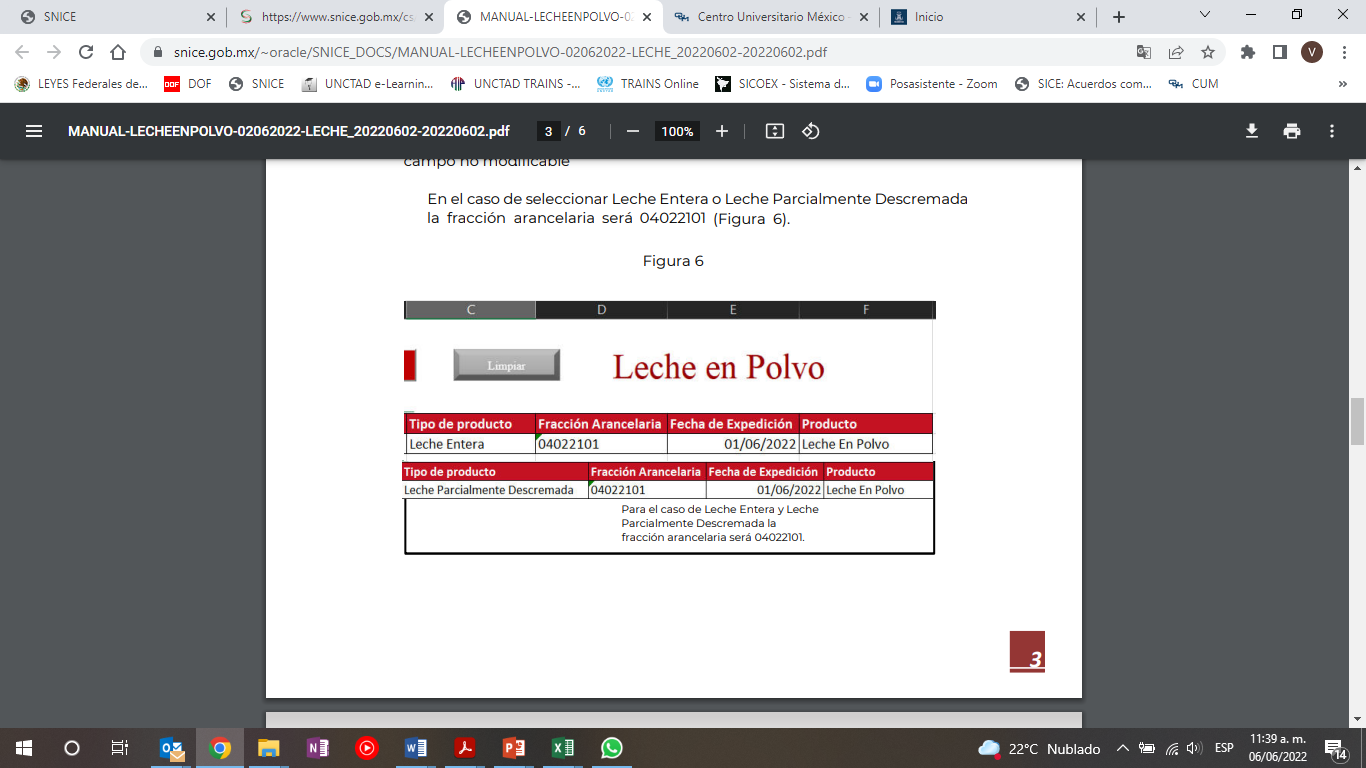 SNICE
https://www.snice.gob.mx/cs
MANUAL-LECHEENPOLVO-02
Centro Universitario México -
Inicio
snice.gob.mx/~oracle/SNICE_DOCS/MANUAL-LECHEENPOLVO-02062022-LECHE_20220602-20220602.pdf
V
LEYES Federales de...
DOF
DOF
SNICE
UNCTAD e-Learnin...
UNCTAD TRAINS -...
TRAINS Online
SICOEX - Sistema d...
Posasistente - Zoom
SICE: Acuerdos com...
CUM
»
MANUAL-LECHEENPOLVO-02062022-LECHE_20220602-20220602.pdf
3 / 6
100%
campo no modificable
En el caso de seleccionar Leche Entera o Leche Parcialmente Descremada
la fracción arancelaria será 04022101 (Figura 6).
Figura 6
C D E F
Limpiar
Leche en Polvo
Tipo de producto Fracción Arancelaria Fecha de Expedición Producto
Leche Entera 04022101 01/06/2022 Leche En Polvo
Tipo de producto Fracción Arancelaria Fecha de Expedición Producto
Leche Parcialmente Descremada 04022101 01/06/2022 Leche En Polvo
Para el caso de Leche Entera y Leche
Parcialmente Descremada la
fracción arancelaria será 04022101.
3
22°C Nublado
ESP
11:39 a. m.
06/06/2022
14